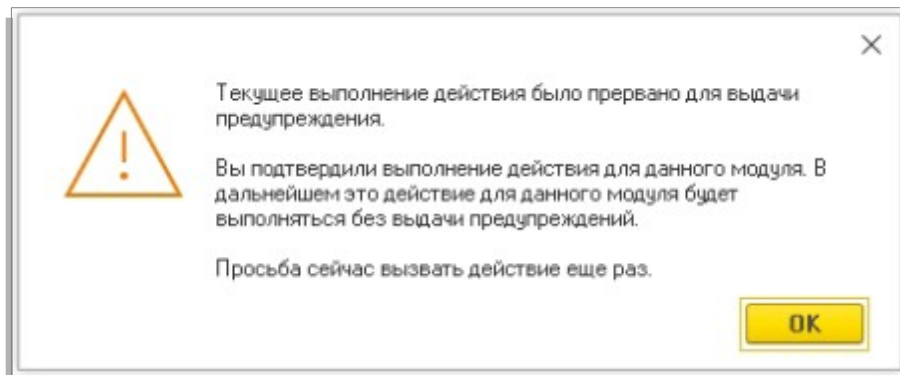 Текущее выполнение действия было прервано для выдачи
предупреждения.
Вы подтвердили выполнение действия для данного модуля. В
дальнейшем это действие для данного модуля будет
выполняться без выдачи предупреждений.
Просьба сейчас вызвать действие еще раз.
OK